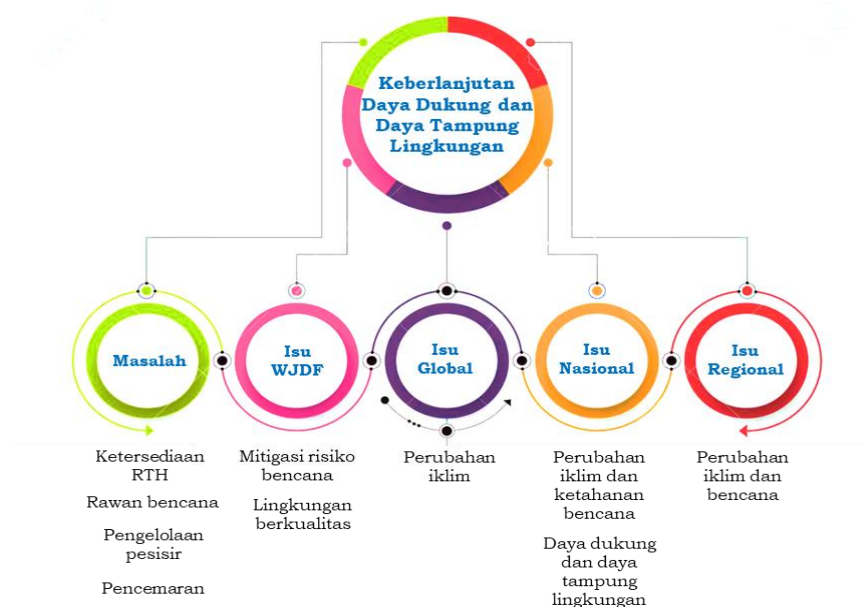 Keberlanjutan
Daya Dukung dan
Daya Tampung
Lingkungan
Masalah
Isu
WJDF
Isu
Global
Isu
Nasional
Isu
Regional
Ketersediaan
RTH
Rawan bencana
Pengelolaan
pesisir
Pencemaran
Mitigasi risiko
bencana
Lingkungan
berkualitas
Perubahan
iklim
Perubahan
iklim dan
ketahanan
bencana
Daya dukung
dan daya
tampung
lingkungan
Perubahan
iklim dan
bencana